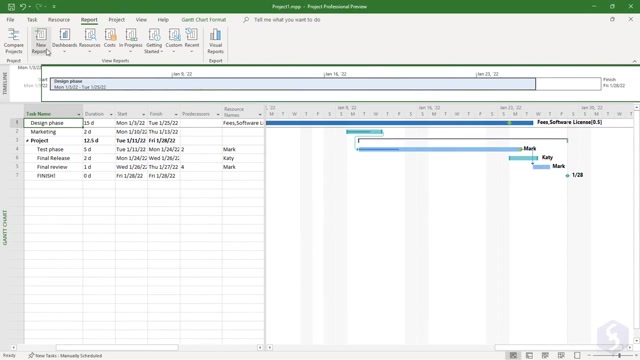 Project1.mpp - Project Professional Preview
File Task Resource Report Project View Help Gantt Chart Format Tell me what you want to do
Compare Projects
New Report
Dashboards
Resources
Costs
In Progress
Getting Started
Custom
Recent
Visual Reports
Project
View Reports
Export
TIMELINE
Mon 1/3/22
Start
Mon 1/3/22
Jan 9, '22
Jan 16, '22
Jan 23, '22
Design phase
Mon 1/3/22 - Tue 1/25/22
Finish
Fri 1/28/22
Task Name Duration Start Finish Predecessors Resource Names
Jan 9, '22 Jan 16, '22 Jan 23, '22 Jan 30, '22
1 Design phase 15 d Mon 1/3/22 Tue 1/25/22 Fees,Software Li
Fees,Software License[0.5]
2 Marketing 2 d Mon 1/10/22 Thu 1/13/22
3 Project 12.5 d Tue 1/11/22 Fri 1/28/22
4 Test phase 5 d Mon 1/24/22 2 Mark
Mark
5 Final Release 2 d Mon 1/24/22 Wed 1/26/22 Katy
Katy
6 Final review 1 d Wed 1/26/22 Thu 1/27/22 4 Mark
Mark
7 FINISH! 0 d Fri 1/28/22 Fri 1/28/22
1/28
GANTT CHART
Ready New Tasks : Manually Scheduled